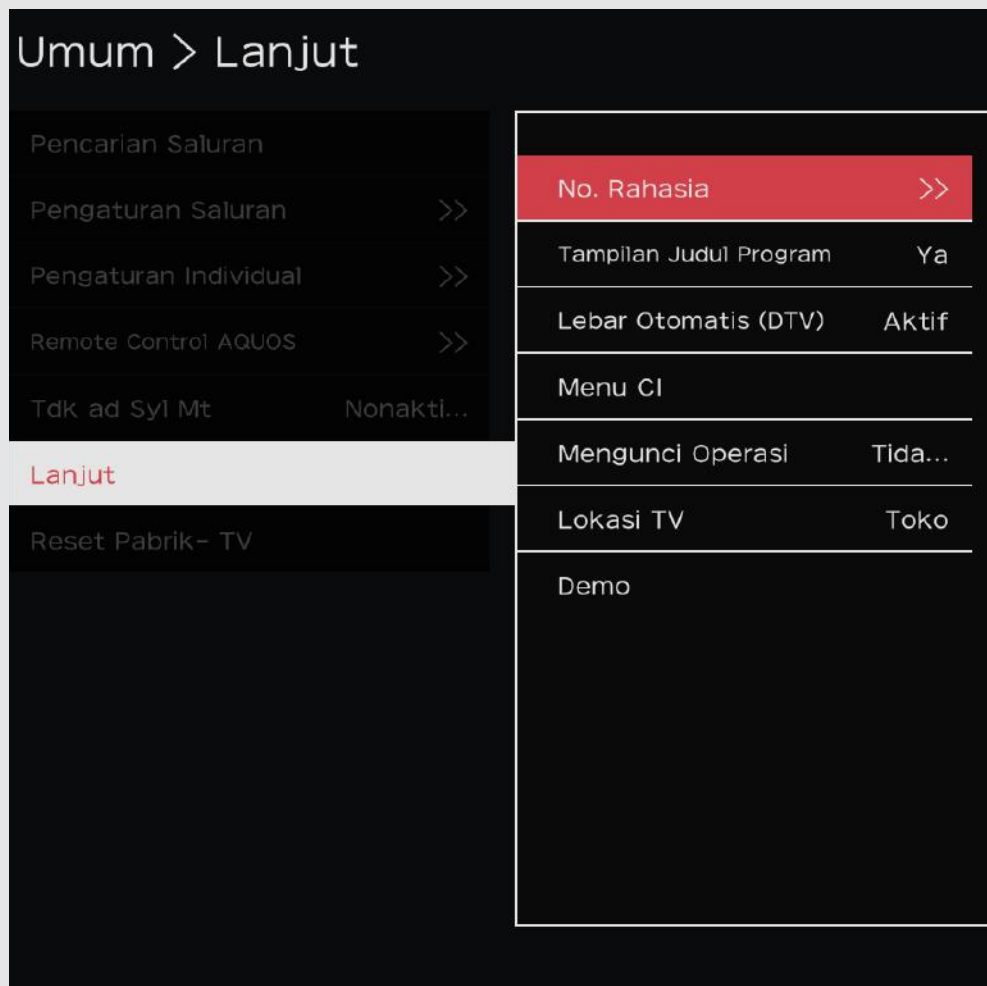 Umum > Lanjut
Pencarian Saluran
Pengaturan Saluran >>
Pengaturan Individual >>
Remote Control AQUOS >>
Tdk ad Syl Mt Nonakti...
Lanjut
Reset Pabrik- TV
No. Rahasia >>
Tampilan Judul Program Ya
Lebar Otomatis (DTV) Aktif
Menu CI
Mengunci Operasi Tida...
Lokasi TV Toko
Demo